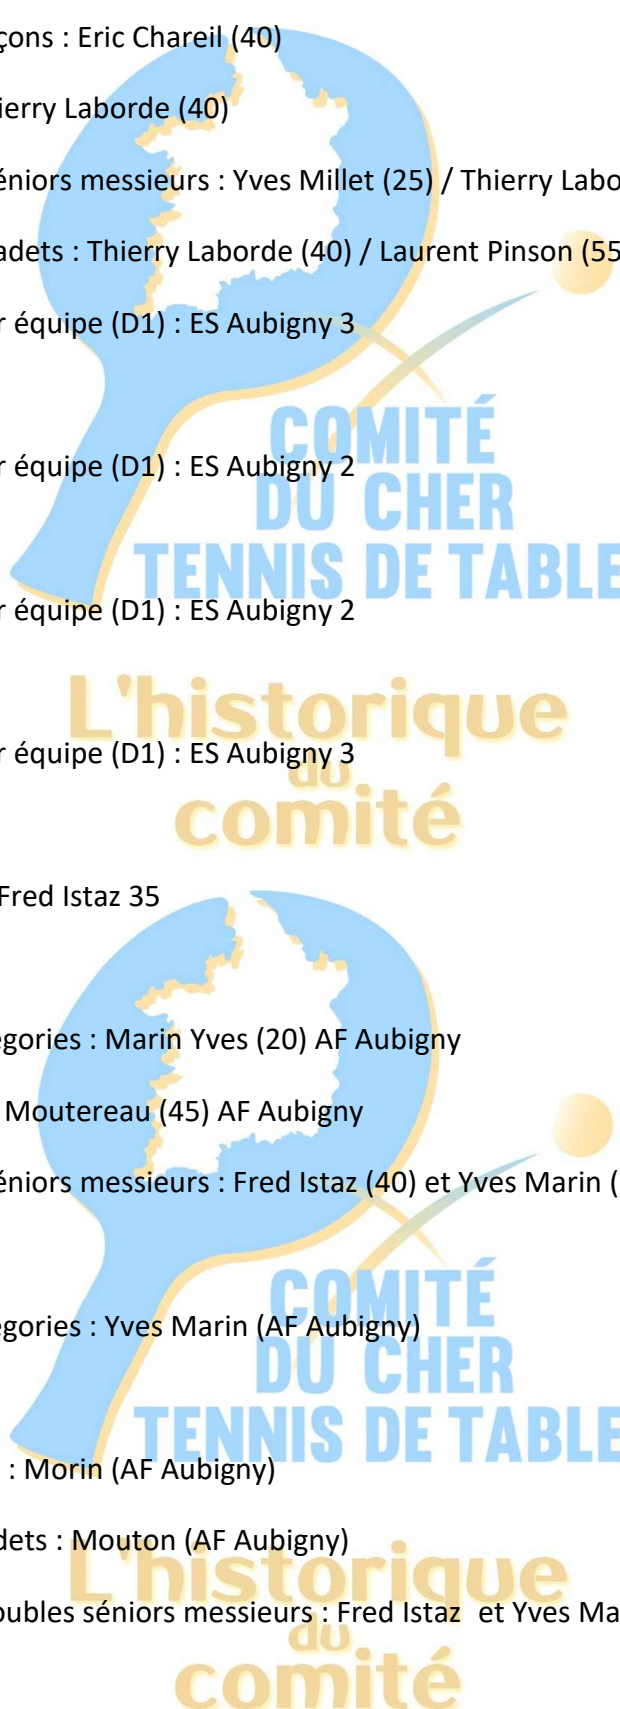 çons : Eric Chareil (40)
ierry Laborde (40)
éniors messieurs : Yves Millet (25) / Thierry Labo
adets : Thierry Laborde (40) / Laurent Pinson (55
r équipe (D1) : ES Aubigny 3
COMITÉ
r équipe (D1) : ES Aubigny 2
DU CHER
TENNIS DE TABLE
r équipe (D1) : ES Aubigny 2
L'historique
r équipe (D1) : ES Aubigny 3
du
comité
Fred Istaz 35
égories : Marin Yves (20) AF Aubigny
Moutereau (45) AF Aubigny
éniors messieurs : Fred Istaz (40) et Yves Marin (
COMITÉ
égories : Yves Marin (AF Aubigny)
DU CHER
TENNIS DE TABLE
: Morin (AF Aubigny)
dets : Mouton (AF Aubigny)
L'historique
oubles séniors messieurs : Fred Istaz et Yves Ma
du
comité